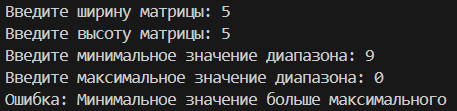 Введите ширину матрицы: 5
Введите высоту матрицы: 5
Введите минимальное значение диапазона: 9
Введите максимальное значение диапазона: 0
Ошибка: Минимальное значение больше максимального